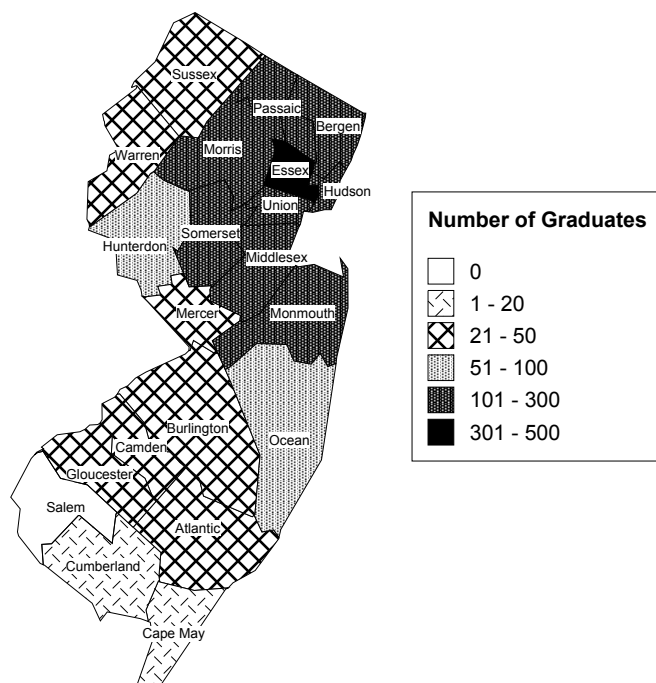 Sussex
Passaic
Bergen
Warren
Morris
Essex
Hudson
Union
Somerset
Hunterdon
Middlesex
Mercer
Monmouth
Burlington
Ocean
Camden
Gloucester
Salem
Atlantic
Cumberland
Cape May
Number of Graduates
0
1 - 20
21 - 50
51 - 100
101 - 300
301 - 500